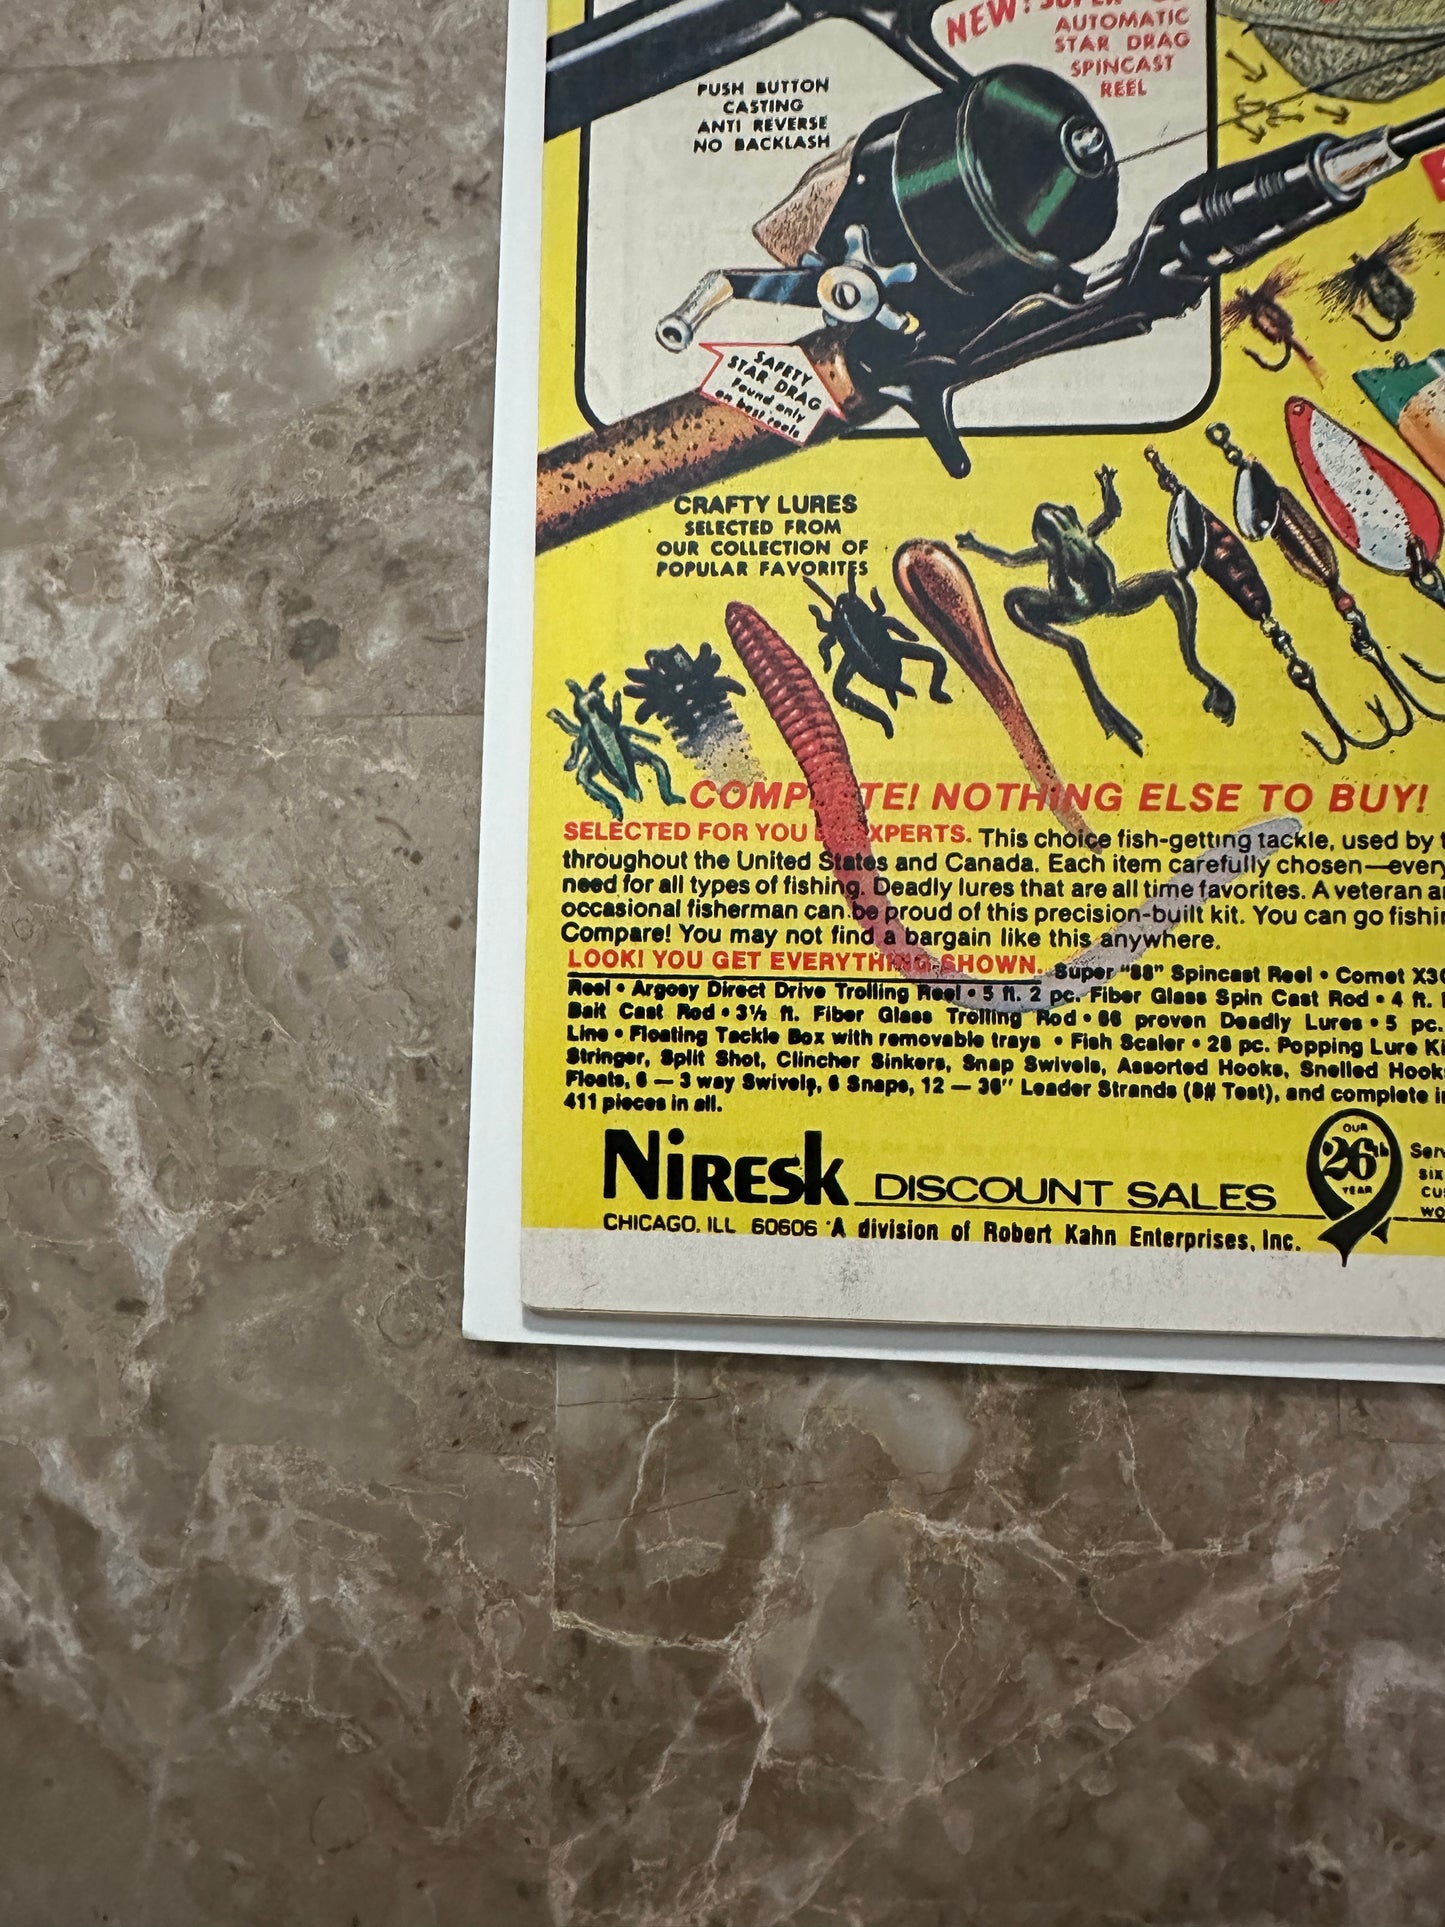 NEW! SUPER
AUTOMATIC
STAR DRAG
SPINCAST
REEL
PUSH BUTTON
CASTING
ANTI REVERSE
NO BACKLASH
SAFETY
STAR DRAG
Found only
on best reels
CRAFTY LURES
SELECTED FROM
OUR COLLECTION OF
POPULAR FAVORITES
COMP TE! NOTHING ELSE TO BUY!
SELECTED FOR YOU XPERTS. This choice fish-getting tackle, used by
throughout the United States and Canada. Each item carefully chosen—every
need for all types of fishing. Deadly lures that are all time favorites. A veteran
occasional fisherman can be proud of this precision-built kit. You can go
Compare! You may not find a bargain like this anywhere.
LOOK! YOU GET EVERYTHING SHOWN. Super "88" Spincast Reel • Comet
Reel • Argosy Direct Drive Trolling Reel • 5 ft. 2 pc. Fiber Glass Spin Cast Rod • 4 ft.
Bait Cast Rod • 3½ ft. Fiber Glass Trolling Rod • 66 proven Deadly Lures • 5 pc.
Line • Floating Tackle Box with removable trays • Fish Scaler • 28 pc. Popping Lure
Stringer, Split Shot, Clincher Sinkers, Snap Swivels, Assorted Hooks, Snelled
Floats, 6 — 3 way Swivels, 6 Snaps, 12 — 36" Leader Strands (8# Test), and complete
411 pieces in all.
NiRESk DISCOUNT SALES
CHICAGO, ILL 60606 A division of Robert Kahn Enterprises, Inc.
OUR
26th
YEAR